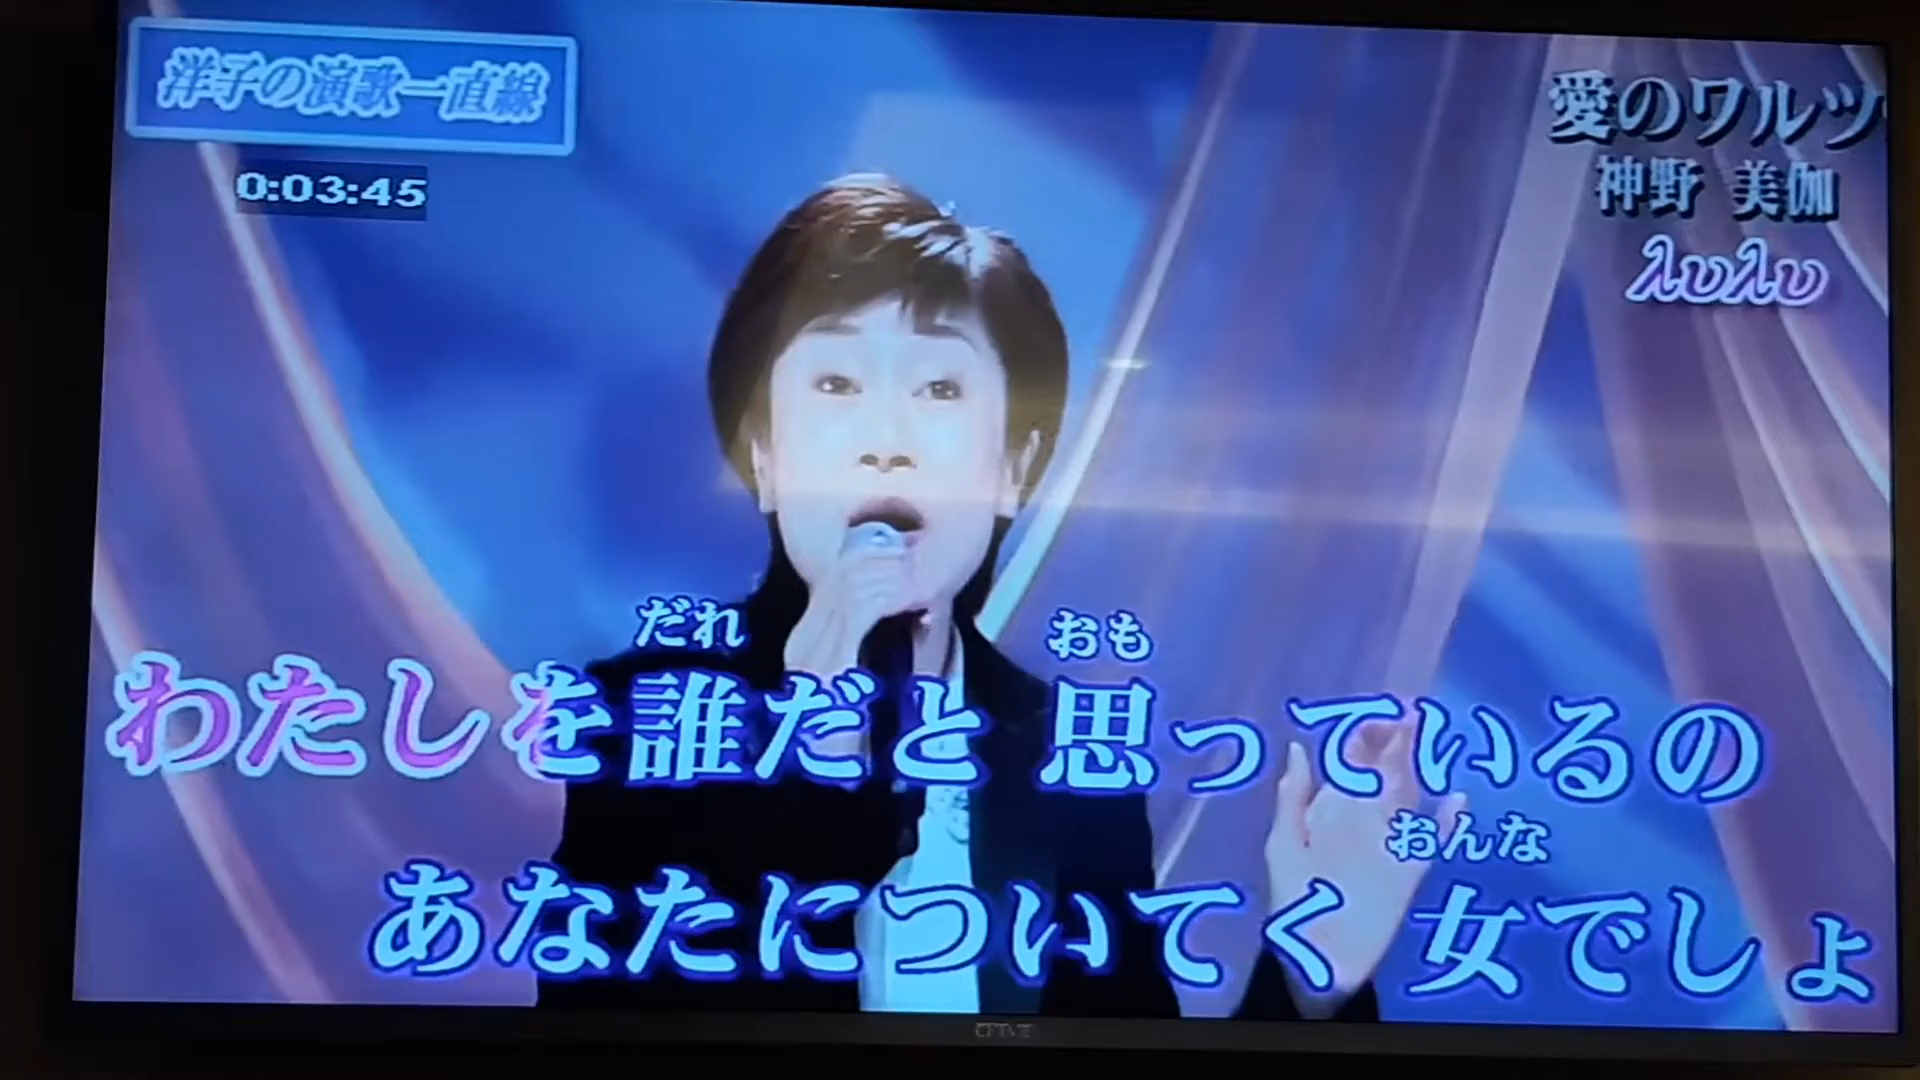 洋子の演歌一直線
0:03:45
愛のワルツ
神野 美伽
λυλυ
だれ
おも
わたしを誰だと 思っているの
おんな
あなたについてく 女でしょ